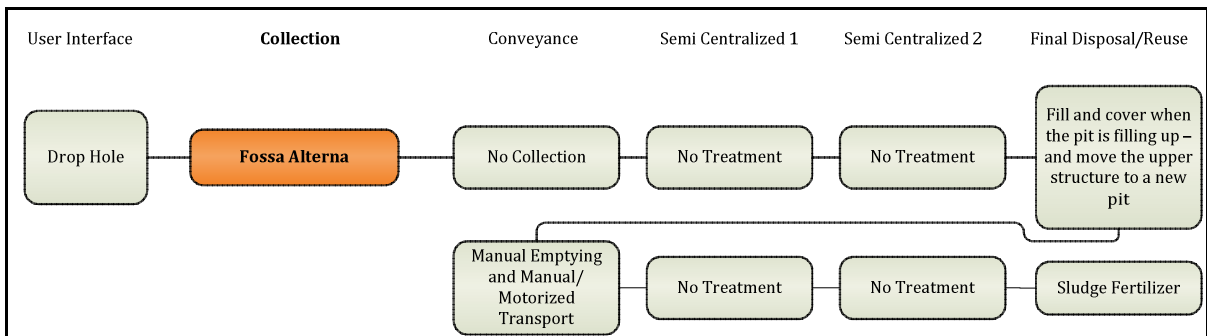 User Interface
Collection
Conveyance
Semi Centralized 1
Semi Centralized 2
Final Disposal/Reuse
Drop Hole
Fossa Alterna
No Collection
No Treatment
No Treatment
Fill and cover when
the pit is filling up –
and move the upper
structure to a new
pit
Manual Emptying
and Manual/
Motorized
Transport
No Treatment
No Treatment
Sludge Fertilizer